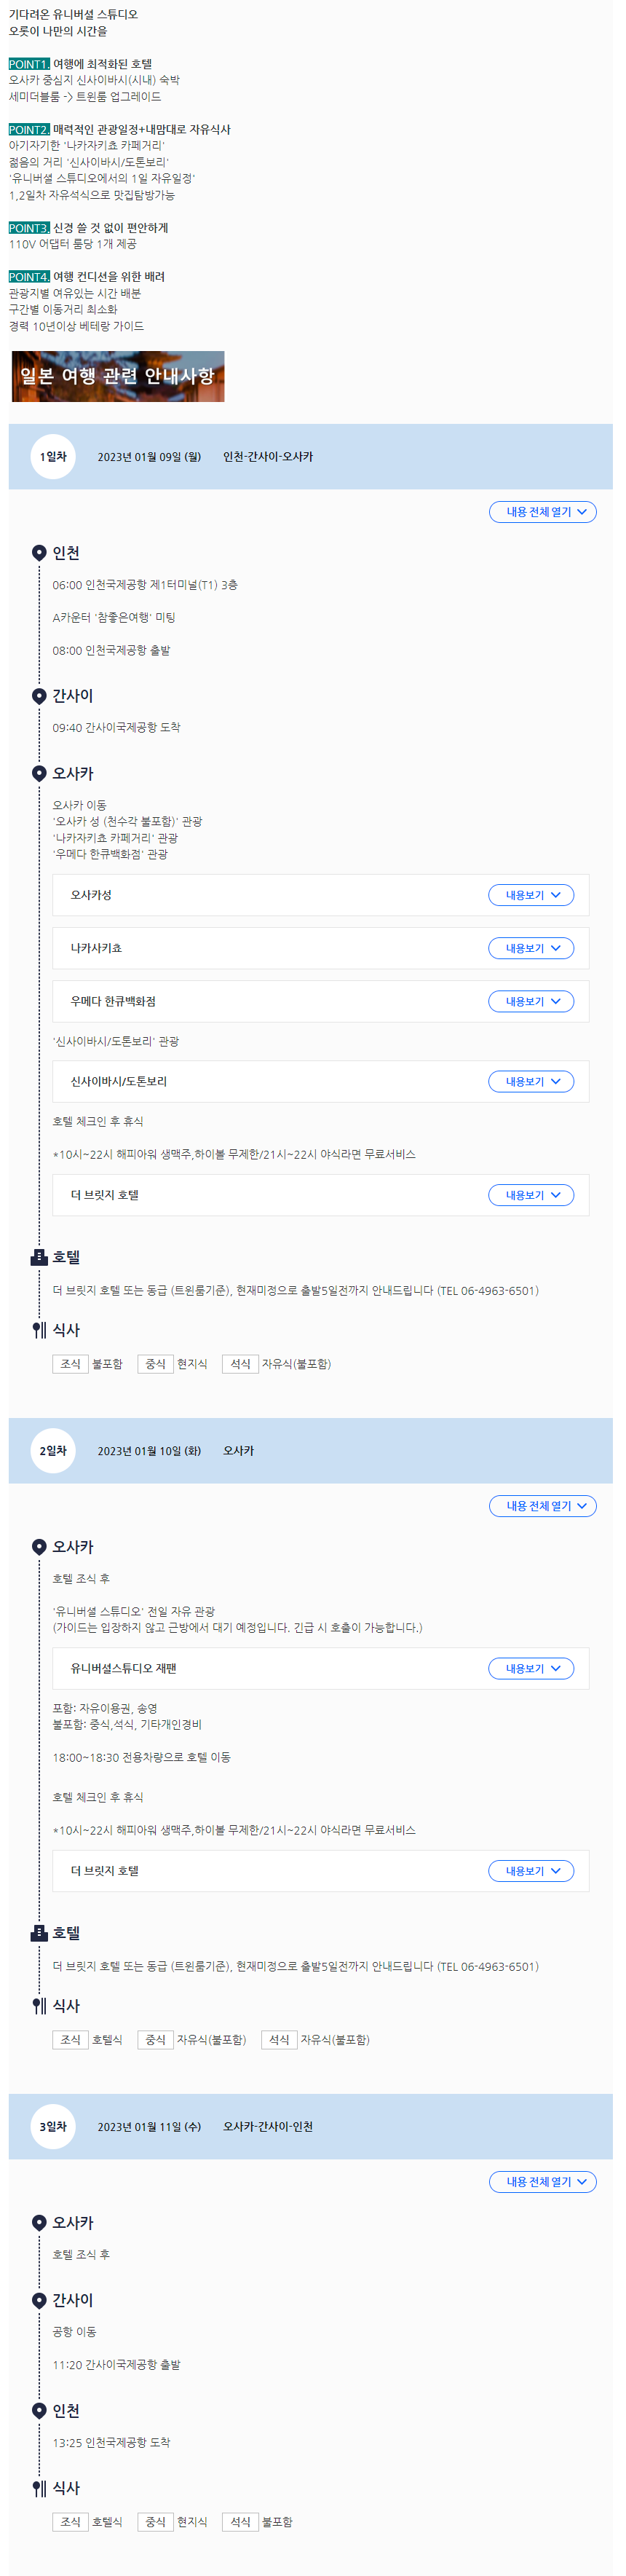 기다려온 유니버셜 스튜디오
오롯이 나만의 시간을
POINT1. 여행에 최적화된 호텔
오사카 중심지 신사이바시(시내) 숙박
세미더블룸 -> 트윈룸 업그레이드
POINT2. 매력적인 관광일정+내맘대로 자유식사
아기자기한 '나카자키쵸 카페거리'
젊음의 거리 '신사이바시/도톤보리'
'유니버셜 스튜디오에서의 1일 자유일정'
1,2일차 자유석식으로 맛집탐방가능
POINT3. 신경 쓸 것 없이 편안하게
110V 어댑터 룸당 1개 제공
POINT4. 여행 컨디션을 위한 배려
관광지별 여유있는 시간 배분
구간별 이동거리 최소화
경력 10년이상 베테랑 가이드
일본 여행 관련 안내사항
1일차 2023년 01월 09일 (월) 인천-간사이-오사카
내용 전체 열기
인천
06:00 인천국제공항 제1터미널(T1) 3층
A카운터 '참좋은여행' 미팅
08:00 인천국제공항 출발
간사이
09:40 간사이국제공항 도착
오사카
오사카 이동
'오사카 성 (천수각 불포함)' 관광
'나카자키쵸 카페거리' 관광
'우메다 한큐백화점' 관광
오사카성 내용보기
나카사키쵸 내용보기
우메다 한큐백화점 내용보기
'신사이바시/도톤보리' 관광
신사이바시/도톤보리 내용보기
호텔 체크인 후 휴식
*10시~22시 해피아워 생맥주,하이볼 무제한/21시~22시 야식라면 무료서비스
더 브릿지 호텔 내용보기
호텔
더 브릿지 호텔 또는 동급 (트윈룸기준), 현재미정으로 출발5일전까지 안내드립니다 (TEL 06-4963-6501)
식사
조식 불포함 중식 현지식 석식 자유식(불포함)
2일차 2023년 01월 10일 (화) 오사카
내용 전체 열기
오사카
호텔 조식 후
'유니버셜 스튜디오' 전일 자유 관광
(가이드는 입장하지 않고 근방에서 대기 예정입니다. 긴급 시 호출이 가능합니다.)
유니버설스튜디오 재팬 내용보기
포함: 자유이용권, 송영
불포함: 중식,석식, 기타개인경비
18:00~18:30 전용차량으로 호텔 이동
호텔 체크인 후 휴식
*10시~22시 해피아워 생맥주,하이볼 무제한/21시~22시 야식라면 무료서비스
더 브릿지 호텔 내용보기
호텔
더 브릿지 호텔 또는 동급 (트윈룸기준), 현재미정으로 출발5일전까지 안내드립니다 (TEL 06-4963-6501)
식사
조식 호텔식 중식 자유식(불포함) 석식 자유식(불포함)
3일차 2023년 01월 11일 (수) 오사카-간사이-인천
내용 전체 열기
오사카
호텔 조식 후
간사이
공항 이동
11:20 간사이국제공항 출발
인천
13:25 인천국제공항 도착
식사
조식 호텔식 중식 현지식 석식 불포함